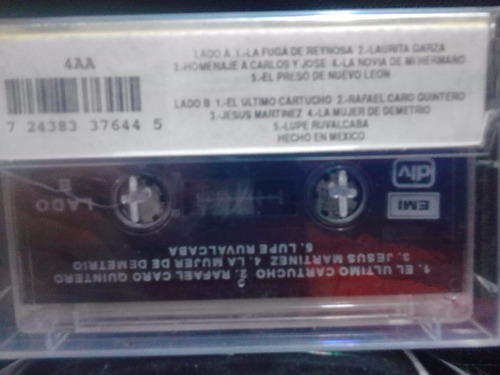 4AA
7 24383 37644 5
LADO A 1.-LA FUGA DE REYNOSA 2.-LAURITA GARZA
3.-HOMENAJE A CARLOS Y JOSE 4.-LA NOVIA DE MI HERMANO
5.-EL PRESO DE NUEVO LEON
LADO B 1.-EL ULTIMO CARTUCHO 2.-RAFAEL CARO QUINTERO
3.-JESUS MARTINEZ 4.-LA MUJER DE DEMETRIO
5.-LUPE RUVALCABA
HECHO EN MEXICO
LADO
B
dlv
EMI
1. EL ULTIMO CARTUCHO 2. RAFAEL CARO QUINTERO
3. JESUS MARTINEZ 4. LA MUJER DE DEMETRIO
5. LUPE RUVALCABA